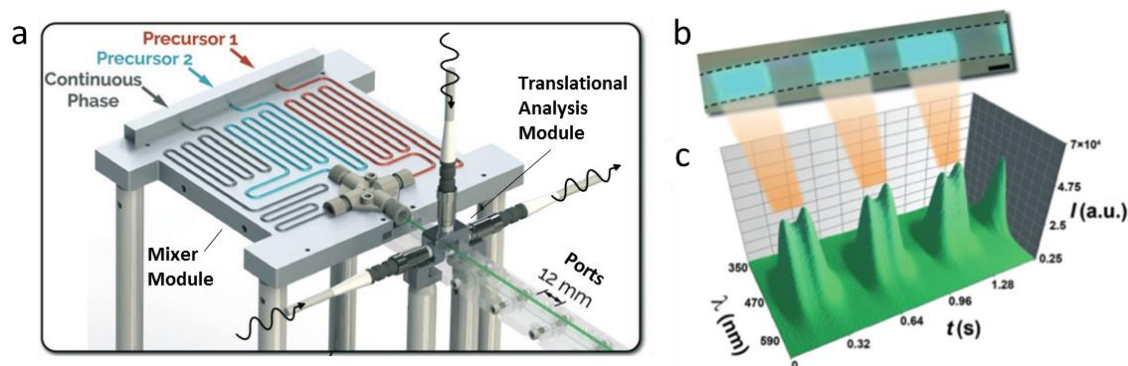 a
Precursor 1
Precursor 2
Continuous
Phase
Translational
Analysis
Module
Mixer
Module
Ports
12 mm
b
c
7×10⁴
4.75
2.5
0.25
I (a.u.)
350
470
590
λ (nm)
0
0.32
0.64
0.96
1.28
t (s)